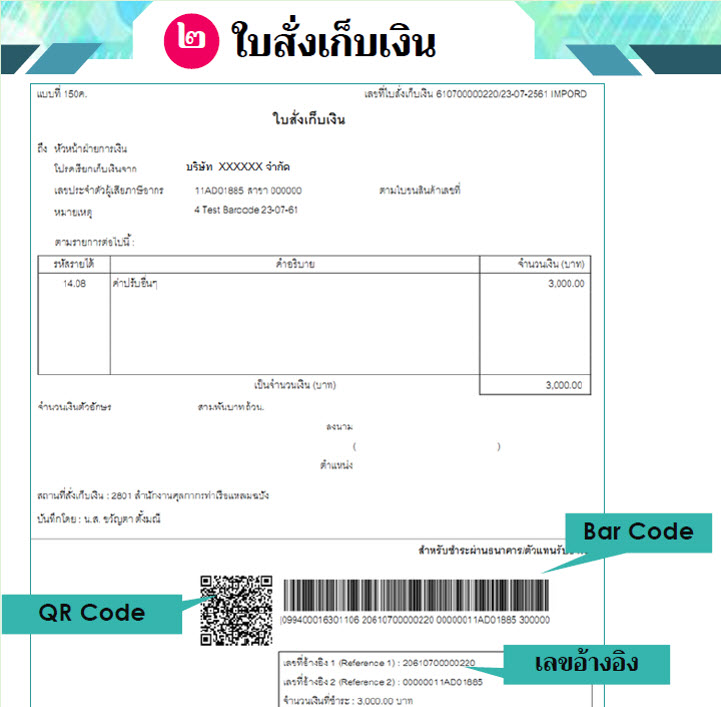 ๒ ใบสั่งเก็บเงิน
แบบที่ 150ค. เลขที่ใบสั่งเก็บเงิน 610700000220/23-07-2561 IMPORD
ใบสั่งเก็บเงิน
ถึง หัวหน้าฝ่ายการเงิน
โปรดเรียกเก็บเงินจาก บริษัท XXXXXX จำกัด
เลขประจำตัวผู้เสียภาษีอากร 11AD01885 สาขา 000000 ตามใบขนสินค้าเลขที่
หมายเหตุ 4 Test Barcode 23-07-61
ตามรายการต่อไปนี้ :
รหัสรายได้ คำอธิบาย จำนวนเงิน (บาท)
14.08 ค่าปรับอื่นๆ 3,000.00
เป็นจำนวนเงิน (บาท) 3,000.00
จำนวนเงินตัวอักษร สามพันบาทถ้วน.
ลงนาม
( )
ตำแหน่ง
สถานที่สั่งเก็บเงิน : 2801 สำนักงานศุลกากรท่าเรือแหลมฉบัง
บันทึกโดย : น.ส. ขวัญตา ตั้งมณี
Bar Code
สำหรับชำระผ่านธนาคาร/ตัวแทนรับ
QR Code
|099400016301106 20610700000220 00000011AD01885 300000
เลขที่อ้างอิง 1 (Reference 1) : 20610700000220
เลขอ้างอิง
เลขที่อ้างอิง 2 (Reference 2) : 00000011AD01885
จำนวนเงินที่ชำระ : 3,000.00 บาท